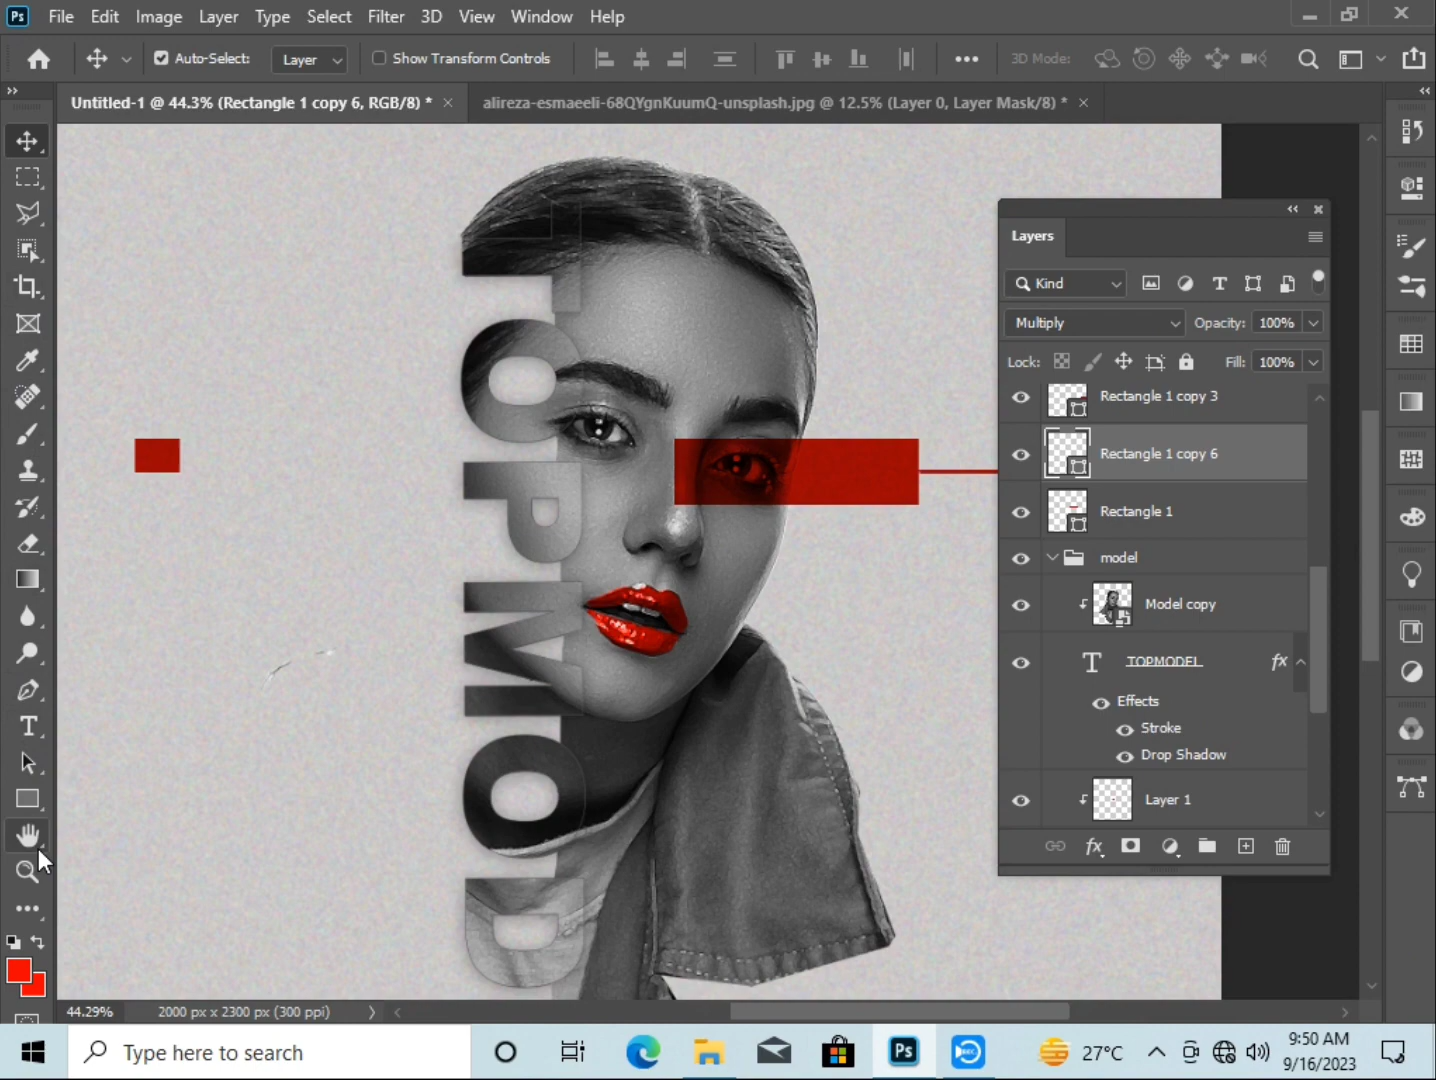 Ps File Edit Image Layer Type Select Filter 3D View Window Help
Auto-Select: Layer Show Transform Controls 3D Mode:
Untitled-1 @ 44.3% (Rectangle 1 copy 6, RGB/8) * × alireza-esmaeeli-68QYgnKuumQ-unsplash.jpg @ 12.5% (Layer 0, Layer Mask/8) * ×
TOPMOD
Layers
Kind
Multiply Opacity: 100%
Lock: Fill: 100%
Rectangle 1 copy 3
Rectangle 1 copy 6
Rectangle 1
model
Model copy
T TOPMODEL fx
Effects
Stroke
Drop Shadow
Layer 1
fx
44.29% 2000 px x 2300 px (300 ppi)
Type here to search
Ps
REC
27°C
9:50 AM
9/16/2023